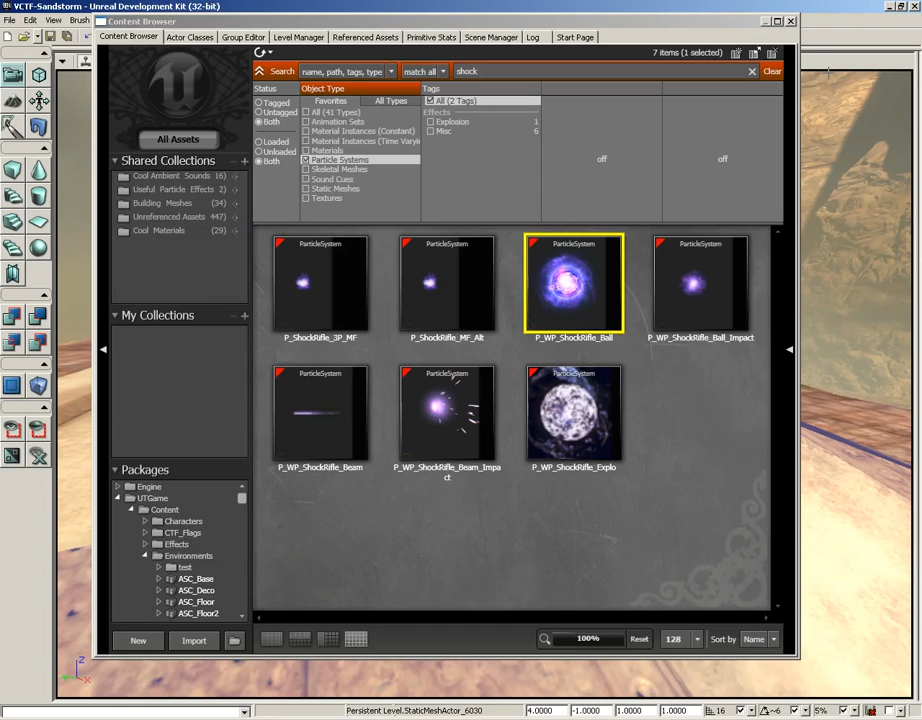 VCTF-Sandstorm - Unreal Development Kit (32-bit)
File Edit View Brush
Content Browser
Content Browser Actor Classes Group Editor Level Manager Referenced Assets Primitive Stats Scene Manager Log Start Page
All Assets
Shared Collections
Cool Ambient Sounds 16)
Useful Particle Effects 2)
Building Meshes (34)
Unreferenced Assets 447)
Cool Materials (29)
My Collections
Packages
Engine
UTGame
Content
Characters
CTF_Flags
Effects
Environments
test
ASC_Base
ASC_Deco
ASC_Floor
ASC_Floor2
New Import
7 items (1 selected)
Search name, path, tags, type match all shock Clear
Status
Tagged
Untagged
Both
Loaded
Unloaded
Both
Object Type
Favorites All Types
All (41 Types)
Animation Sets
Material Instances (Constant)
Material Instances (Time Varyin
Materials
Particle Systems
Skeletal Meshes
Sound Cues
Static Meshes
Textures
Tags
All (2 Tags)
Effects
Explosion 1
Misc 6
off off
ParticleSystem ParticleSystem ParticleSystem ParticleSystem
P_ShockRifle_3P_MF P_ShockRifle_MF_Alt P_WP_ShockRifle_Ball P_WP_ShockRifle_Ball_Impact
ParticleSystem ParticleSystem ParticleSystem
P_WP_ShockRifle_Beam P_WP_ShockRifle_Beam_Impa
ct
P_WP_ShockRifle_Explo
100% Reset 128 Sort by Name
Z
X
Persistent Level.StaticMeshActor_6030 4.0000 -1.0000 1.0000 1.0000 16 ~6 5%